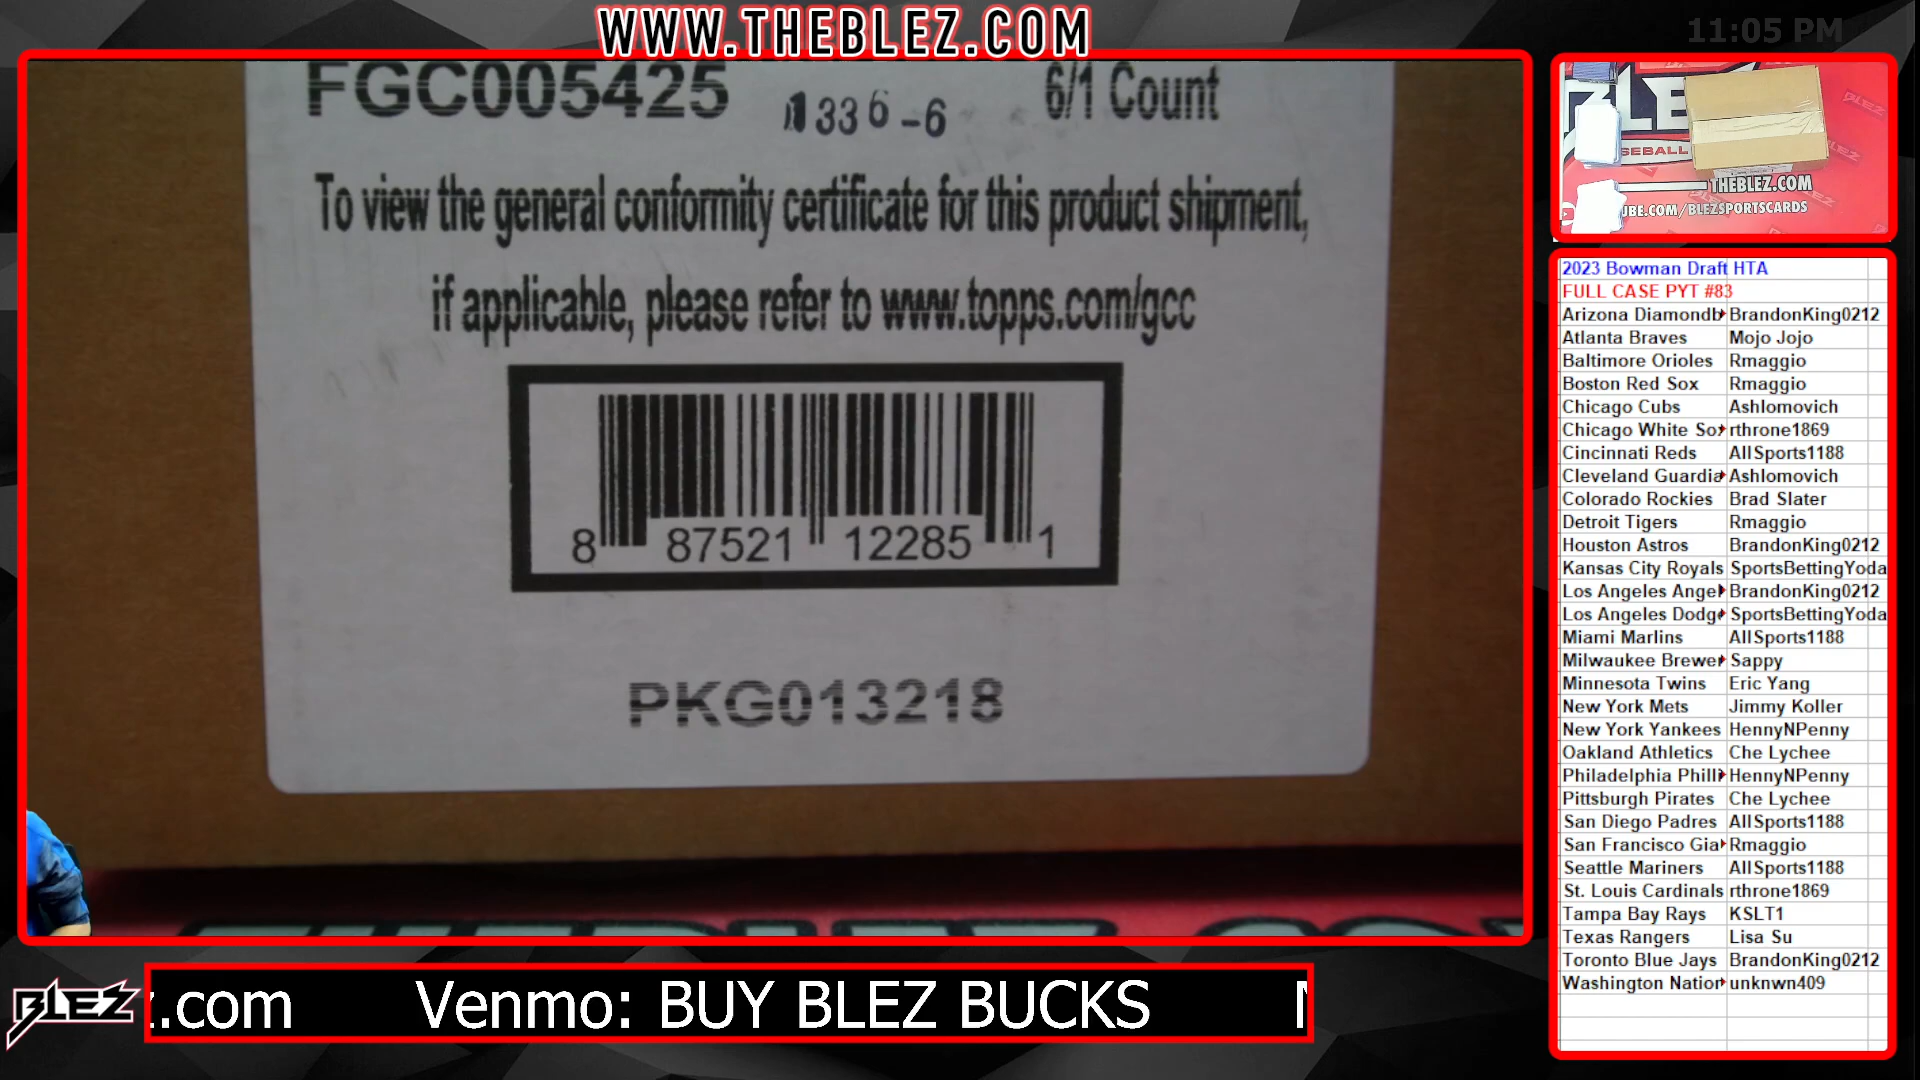 WWW.THEBLEZ.COM
11:05 PM
FGC005425
1336-6
6/1 Count
To view the general conformity certificate for this product shipment,
if applicable, please refer to www.topps.com/gcc
8 87521 12285 1
PKG013218
BLEZ
SEBALL
THEBLEZ.COM
UBE.COM/BLEZSPORTSCARDS
2023 Bowman Draft HTA
FULL CASE PYT #83
Arizona Diamondb BrandonKing0212
Atlanta Braves Mojo Jojo
Baltimore Orioles Rmaggio
Boston Red Sox Rmaggio
Chicago Cubs Ashlomovich
Chicago White Sox rthrone1869
Cincinnati Reds AllSports1188
Cleveland Guardia Ashlomovich
Colorado Rockies Brad Slater
Detroit Tigers Rmaggio
Houston Astros BrandonKing0212
Kansas City Royals SportsBettingYoda
Los Angeles Angel BrandonKing0212
Los Angeles Dodge SportsBettingYoda
Miami Marlins AllSports1188
Milwaukee Brewer Sappy
Minnesota Twins Eric Yang
New York Mets Jimmy Koller
New York Yankees HennyNPenny
Oakland Athletics Che Lychee
Philadelphia Philli HennyNPenny
Pittsburgh Pirates Che Lychee
San Diego Padres AllSports1188
San Francisco Gia Rmaggio
Seattle Mariners AllSports1188
St. Louis Cardinals rthrone1869
Tampa Bay Rays KSLT1
Texas Rangers Lisa Su
Toronto Blue Jays BrandonKing0212
Washington Nation unknwn409
BLEZ
z.com Venmo: BUY BLEZ BUCKS